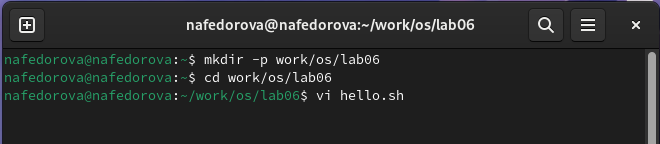 nafedorova@nafedorova:~/work/os/lab06
nafedorova@nafedorova:~$ mkdir -p work/os/lab06
nafedorova@nafedorova:~$ cd work/os/lab06
nafedorova@nafedorova:~/work/os/lab06$ vi hello.sh